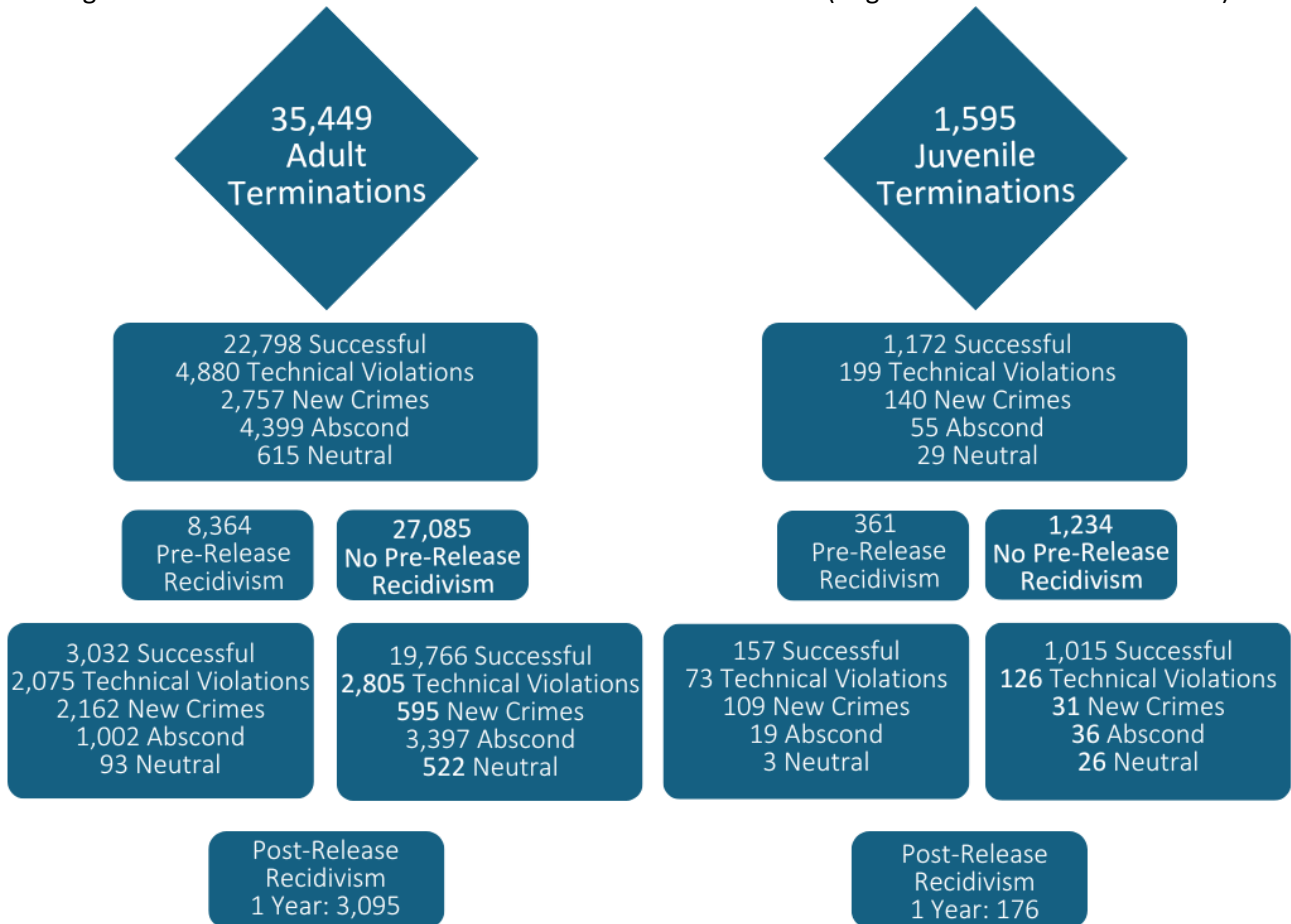 35,449
Adult
Terminations
22,798 Successful
4,880 Technical Violations
2,757 New Crimes
4,399 Abscond
615 Neutral
8,364
Pre-Release
Recidivism
27,085
No Pre-Release
Recidivism
3,032 Successful
2,075 Technical Violations
2,162 New Crimes
1,002 Abscond
93 Neutral
19,766 Successful
2,805 Technical Violations
595 New Crimes
3,397 Abscond
522 Neutral
Post-Release
Recidivism
1 Year: 3,095
1,595
Juvenile
Terminations
1,172 Successful
199 Technical Violations
140 New Crimes
55 Abscond
29 Neutral
361
Pre-Release
Recidivism
1,234
No Pre-Release
Recidivism
157 Successful
73 Technical Violations
109 New Crimes
19 Abscond
3 Neutral
1,015 Successful
126 Technical Violations
31 New Crimes
36 Abscond
26 Neutral
Post-Release
Recidivism
1 Year: 176